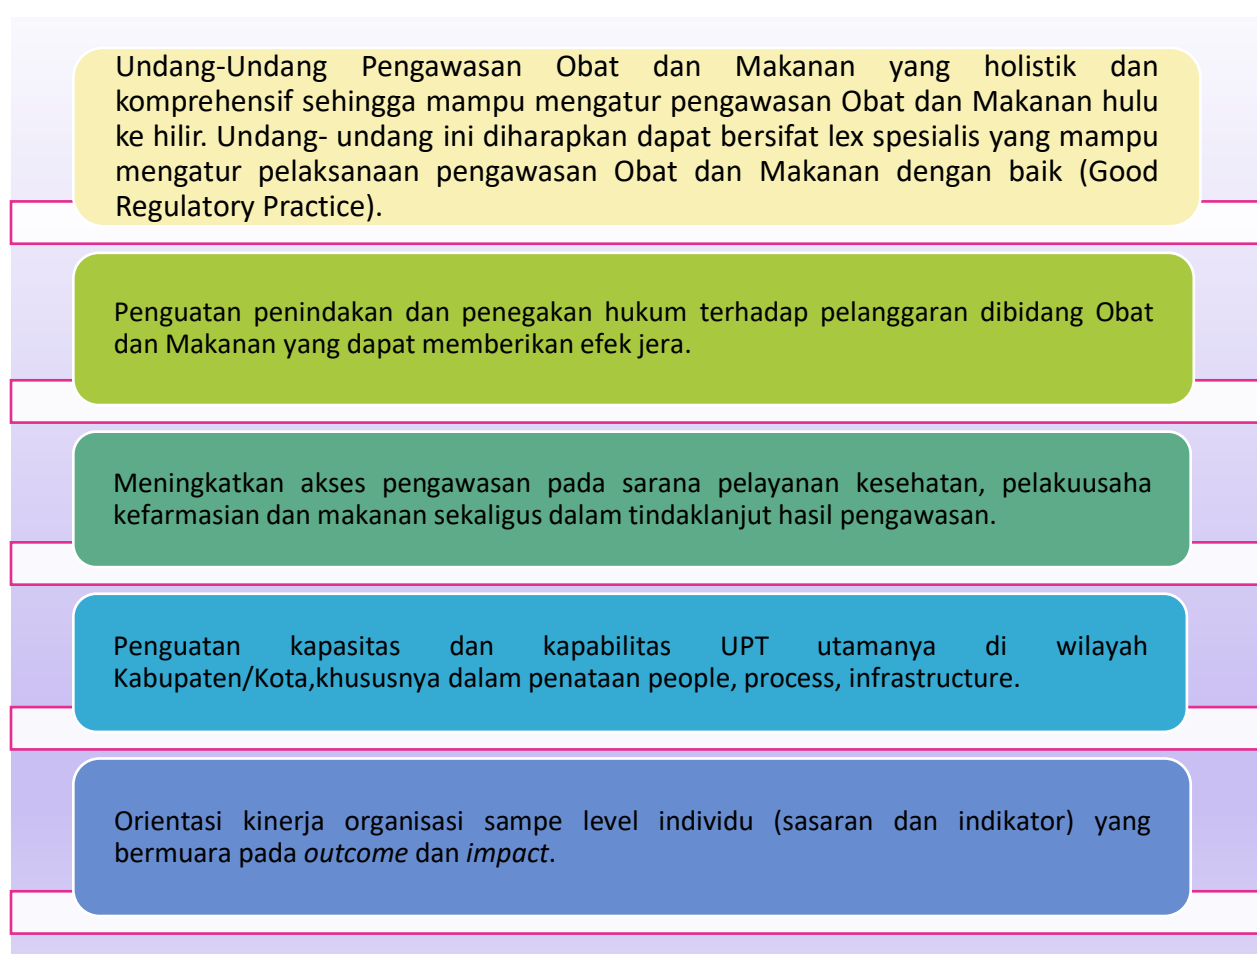 Undang-Undang Pengawasan Obat dan Makanan yang holistik dan
komprehensif sehingga mampu mengatur pengawasan Obat dan Makanan hulu
ke hilir. Undang- undang ini diharapkan dapat bersifat lex spesialis yang mampu
mengatur pelaksanaan pengawasan Obat dan Makanan dengan baik (Good
Regulatory Practice).
Penguatan penindakan dan penegakan hukum terhadap pelanggaran dibidang Obat
dan Makanan yang dapat memberikan efek jera.
Meningkatkan akses pengawasan pada sarana pelayanan kesehatan, pelakuusaha
kefarmasian dan makanan sekaligus dalam tindaklanjut hasil pengawasan.
Penguatan kapasitas dan kapabilitas UPT utamanya di wilayah
Kabupaten/Kota,khususnya dalam penataan people, process, infrastructure.
Orientasi kinerja organisasi sampe level individu (sasaran dan indikator) yang
bermuara pada outcome dan impact.